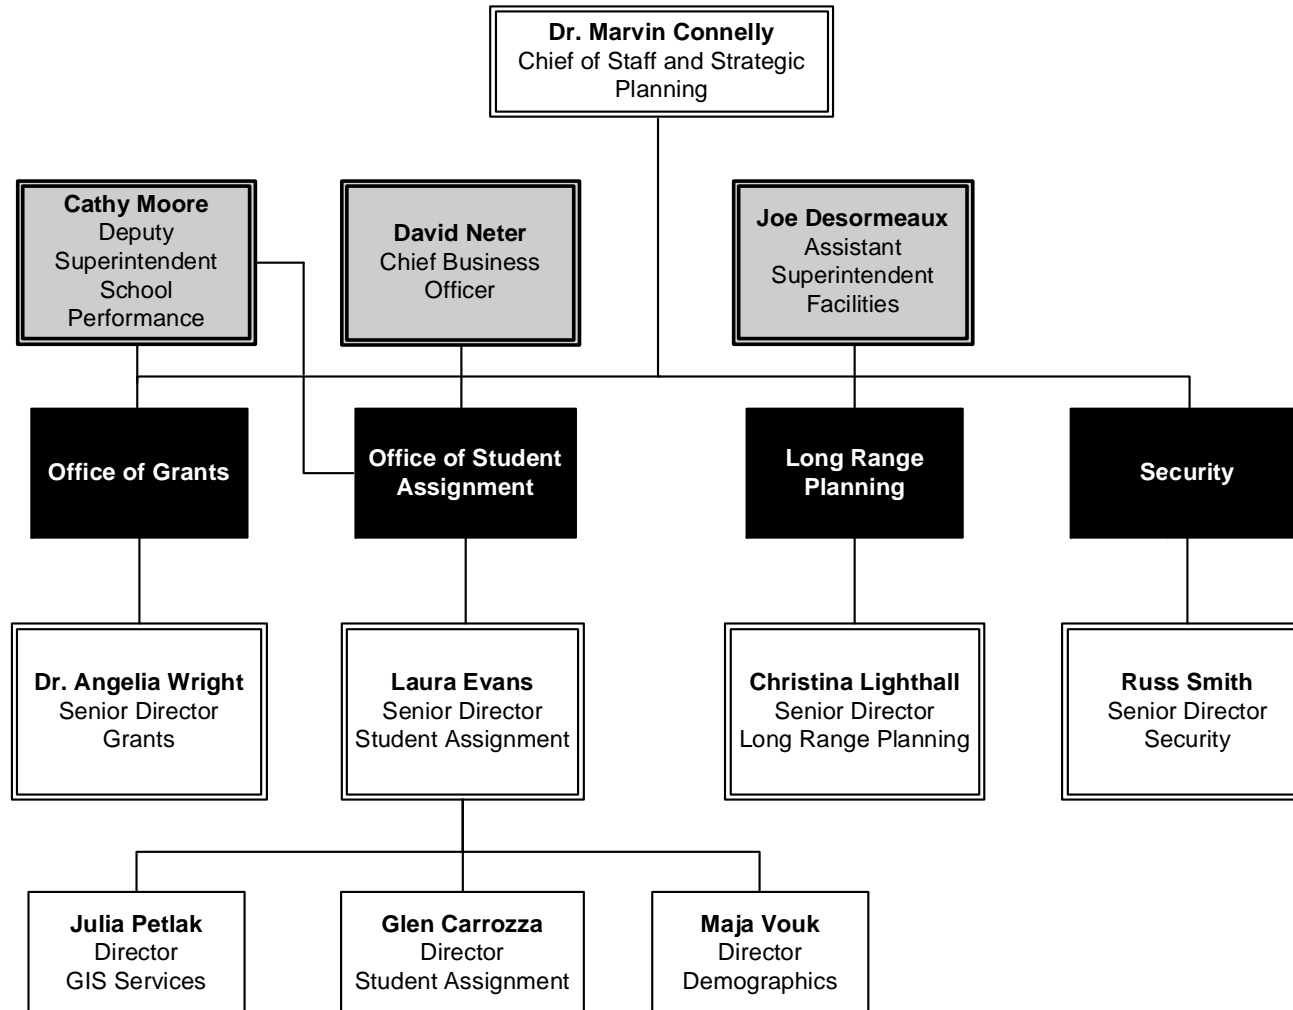 Dr. Marvin Connelly
Chief of Staff and Strategic
Planning
Cathy Moore
Deputy
Superintendent
School
Performance
David Neter
Chief Business
Officer
Joe Desormeaux
Assistant
Superintendent
Facilities
Office of Grants
Office of Student
Assignment
Long Range
Planning
Security
Dr. Angelia Wright
Senior Director
Grants
Laura Evans
Senior Director
Student Assignment
Christina Lighthall
Senior Director
Long Range Planning
Russ Smith
Senior Director
Security
Julia Petlak
Director
GIS Services
Glen Carrozza
Director
Student Assignment
Maja Vouk
Director
Demographics